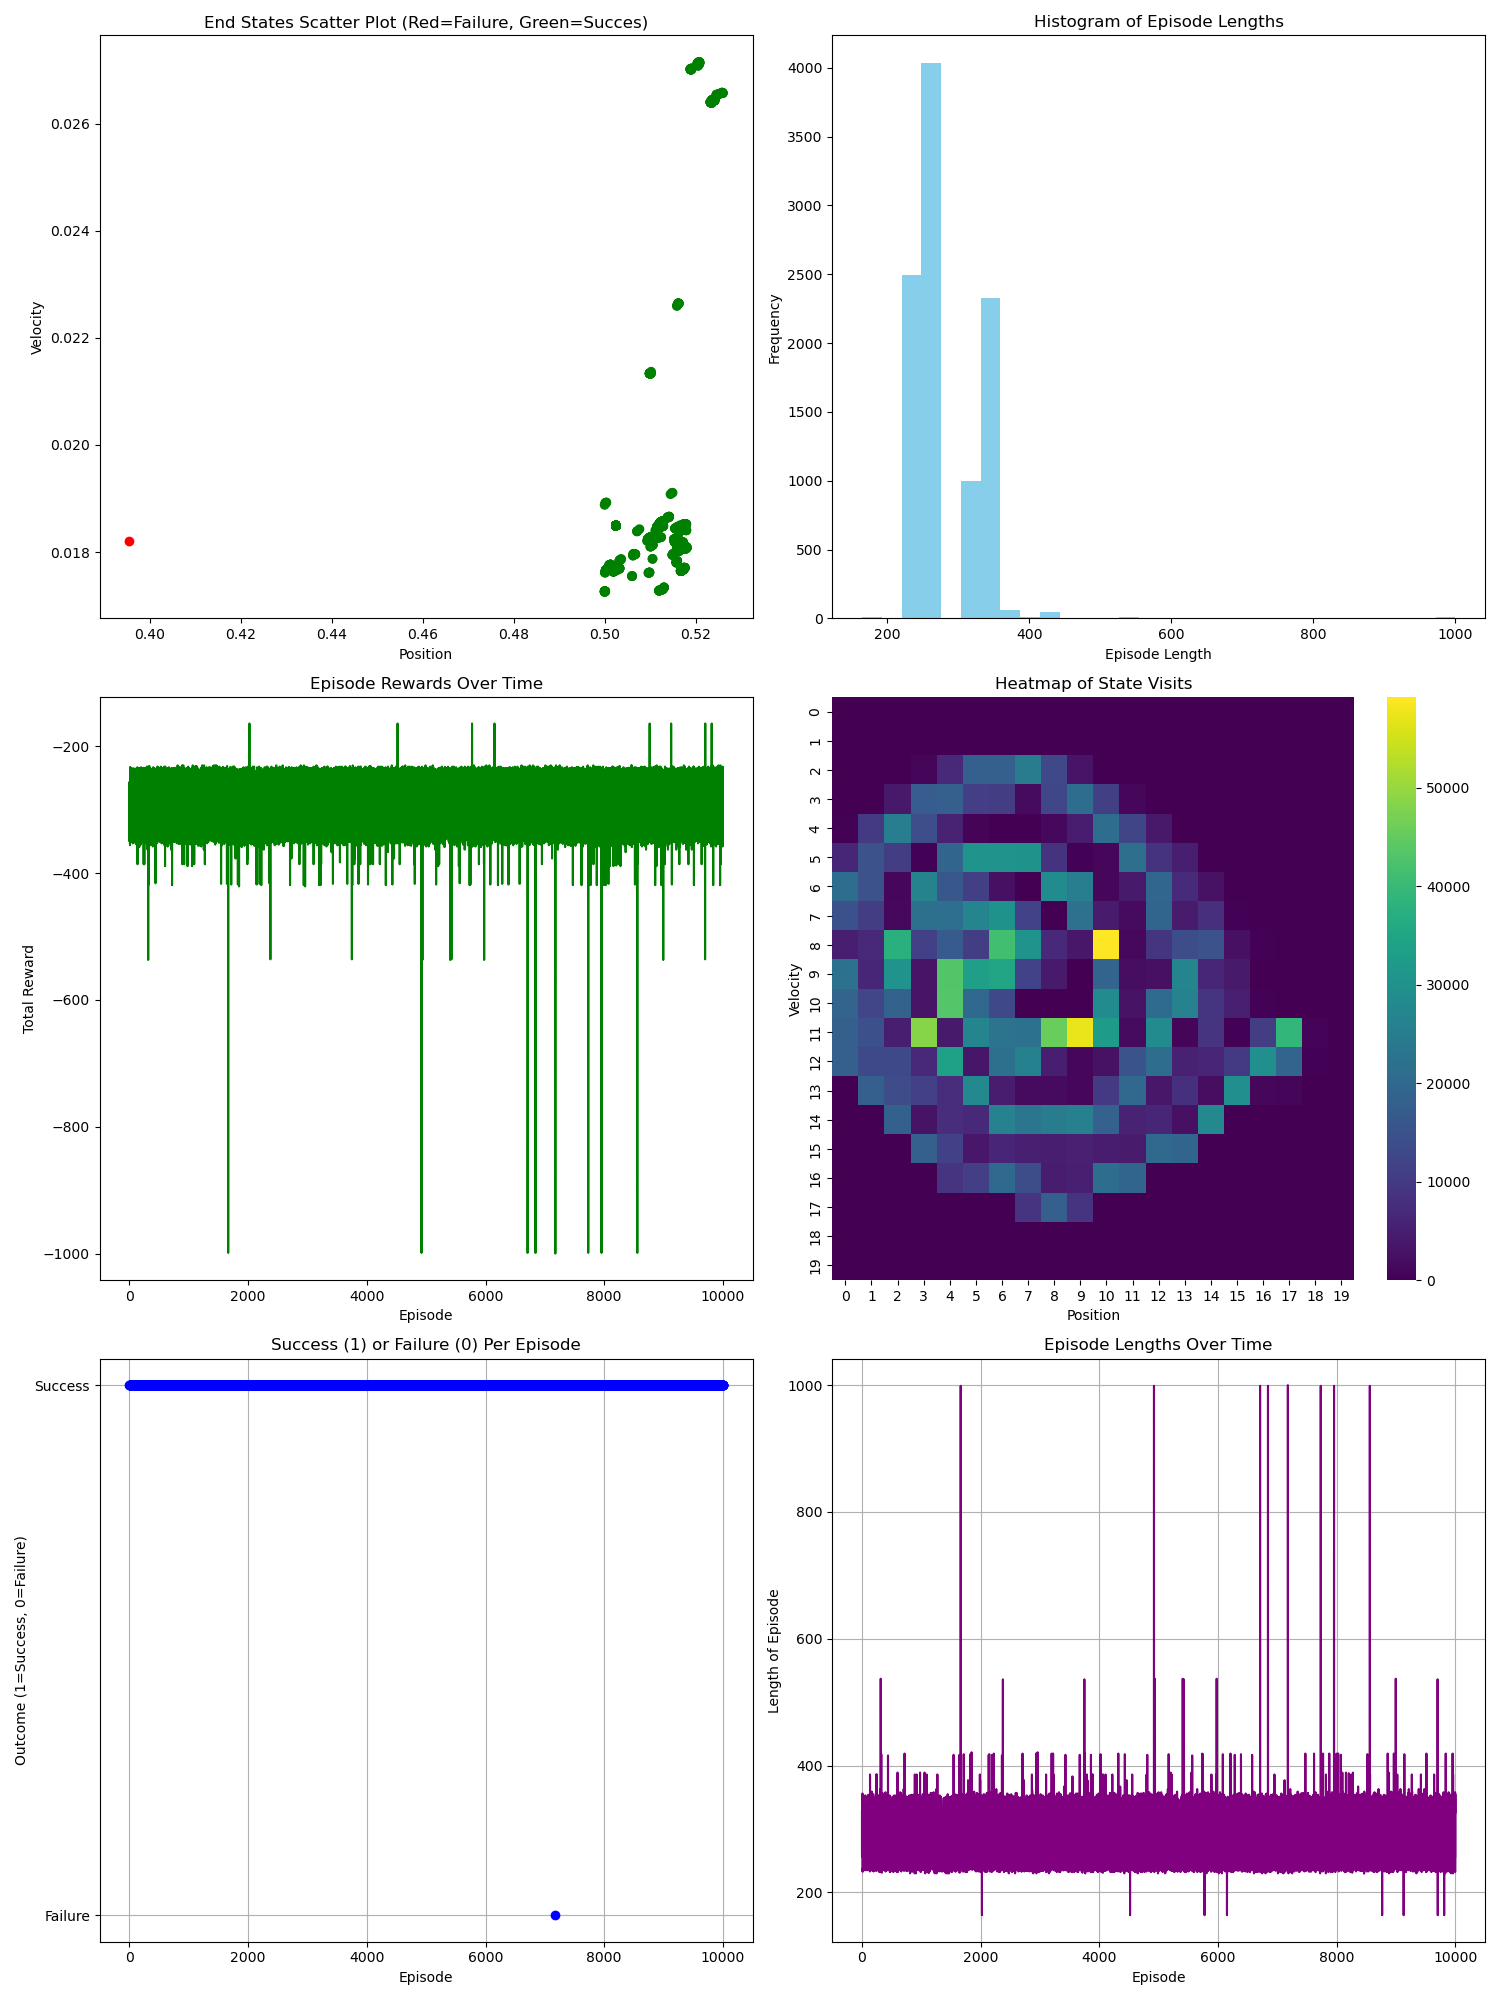 End States Scatter Plot (Red=Failure, Green=Succes)
Velocity
0.026
0.024
0.022
0.020
0.018
0.40 0.42 0.44 0.46 0.48 0.50 0.52
Position
Histogram of Episode Lengths
Frequency
4000
3500
3000
2500
2000
1500
1000
500
0
200 400 600 800 1000
Episode Length
Episode Rewards Over Time
Total Reward
−200
−400
−600
−800
−1000
0 2000 4000 6000 8000 10000
Episode
Heatmap of State Visits
Velocity
0
1
2
3
4
5
6
7
8
9
10
11
12
13
14
15
16
17
18
19
0 1 2 3 4 5 6 7 8 9 10 11 12 13 14 15 16 17 18 19
Position
50000
40000
30000
20000
10000
0
Success (1) or Failure (0) Per Episode
Outcome (1=Success, 0=Failure)
Success
Failure
0 2000 4000 6000 8000 10000
Episode
Episode Lengths Over Time
Length of Episode
1000
800
600
400
200
0 2000 4000 6000 8000 10000
Episode